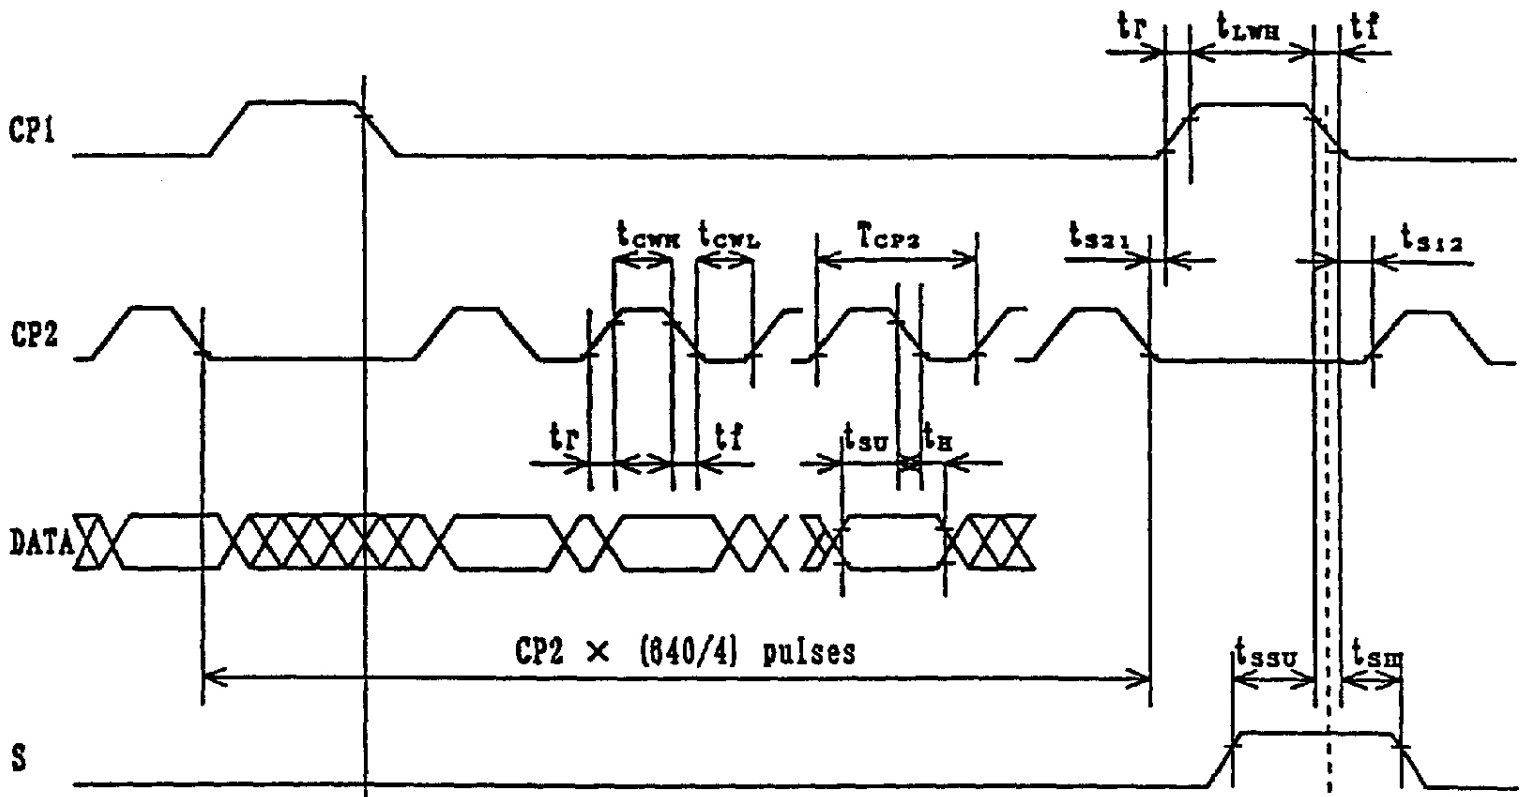 tr tLWH tf
CP1
tCWH tCWL TCP2 tS21 tS12
CP2
tr tf tSU tH
DATA
CP2 × (640/4) pulses
tSSU tSH
S